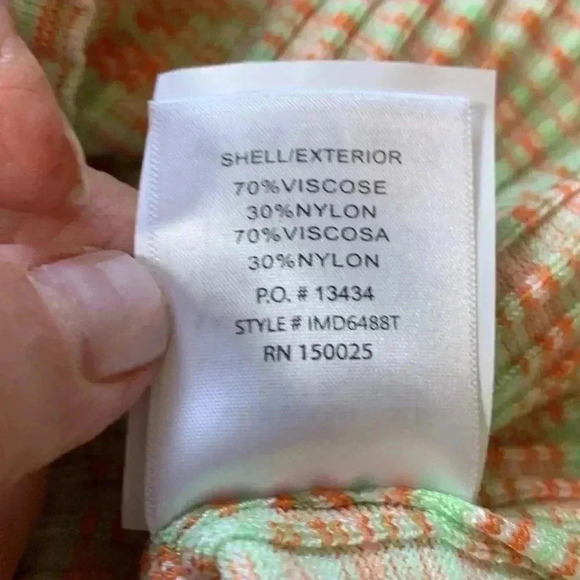 SHELL/EXTERIOR
70%VISCOSE
30%NYLON
70%VISCOSA
30%NYLON
P.O. # 13434
STYLE # IMD6488T
RN 150025